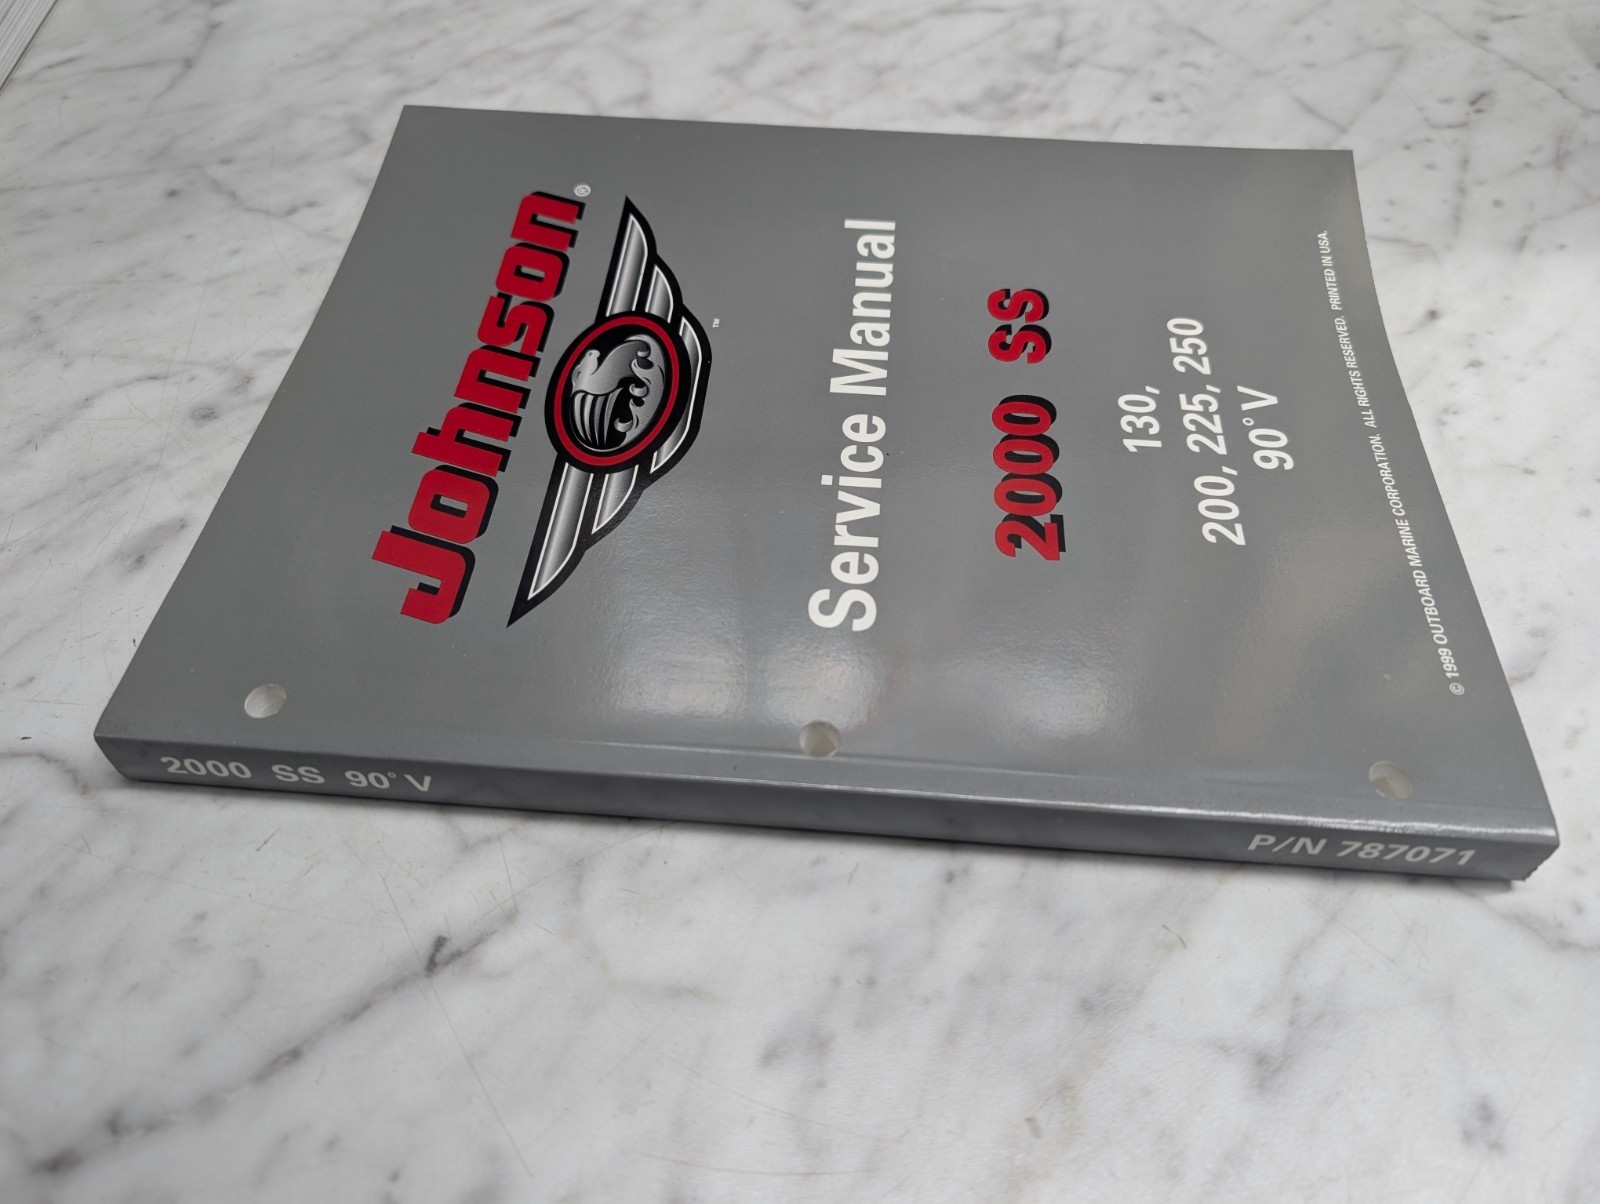 Johnson®
™
Service Manual
2000 SS
130,
200, 225, 250
90° V
© 1999 OUTBOARD MARINE CORPORATION. ALL RIGHTS RESERVED. PRINTED IN USA.
2000 SS 90° V
P/N 787071